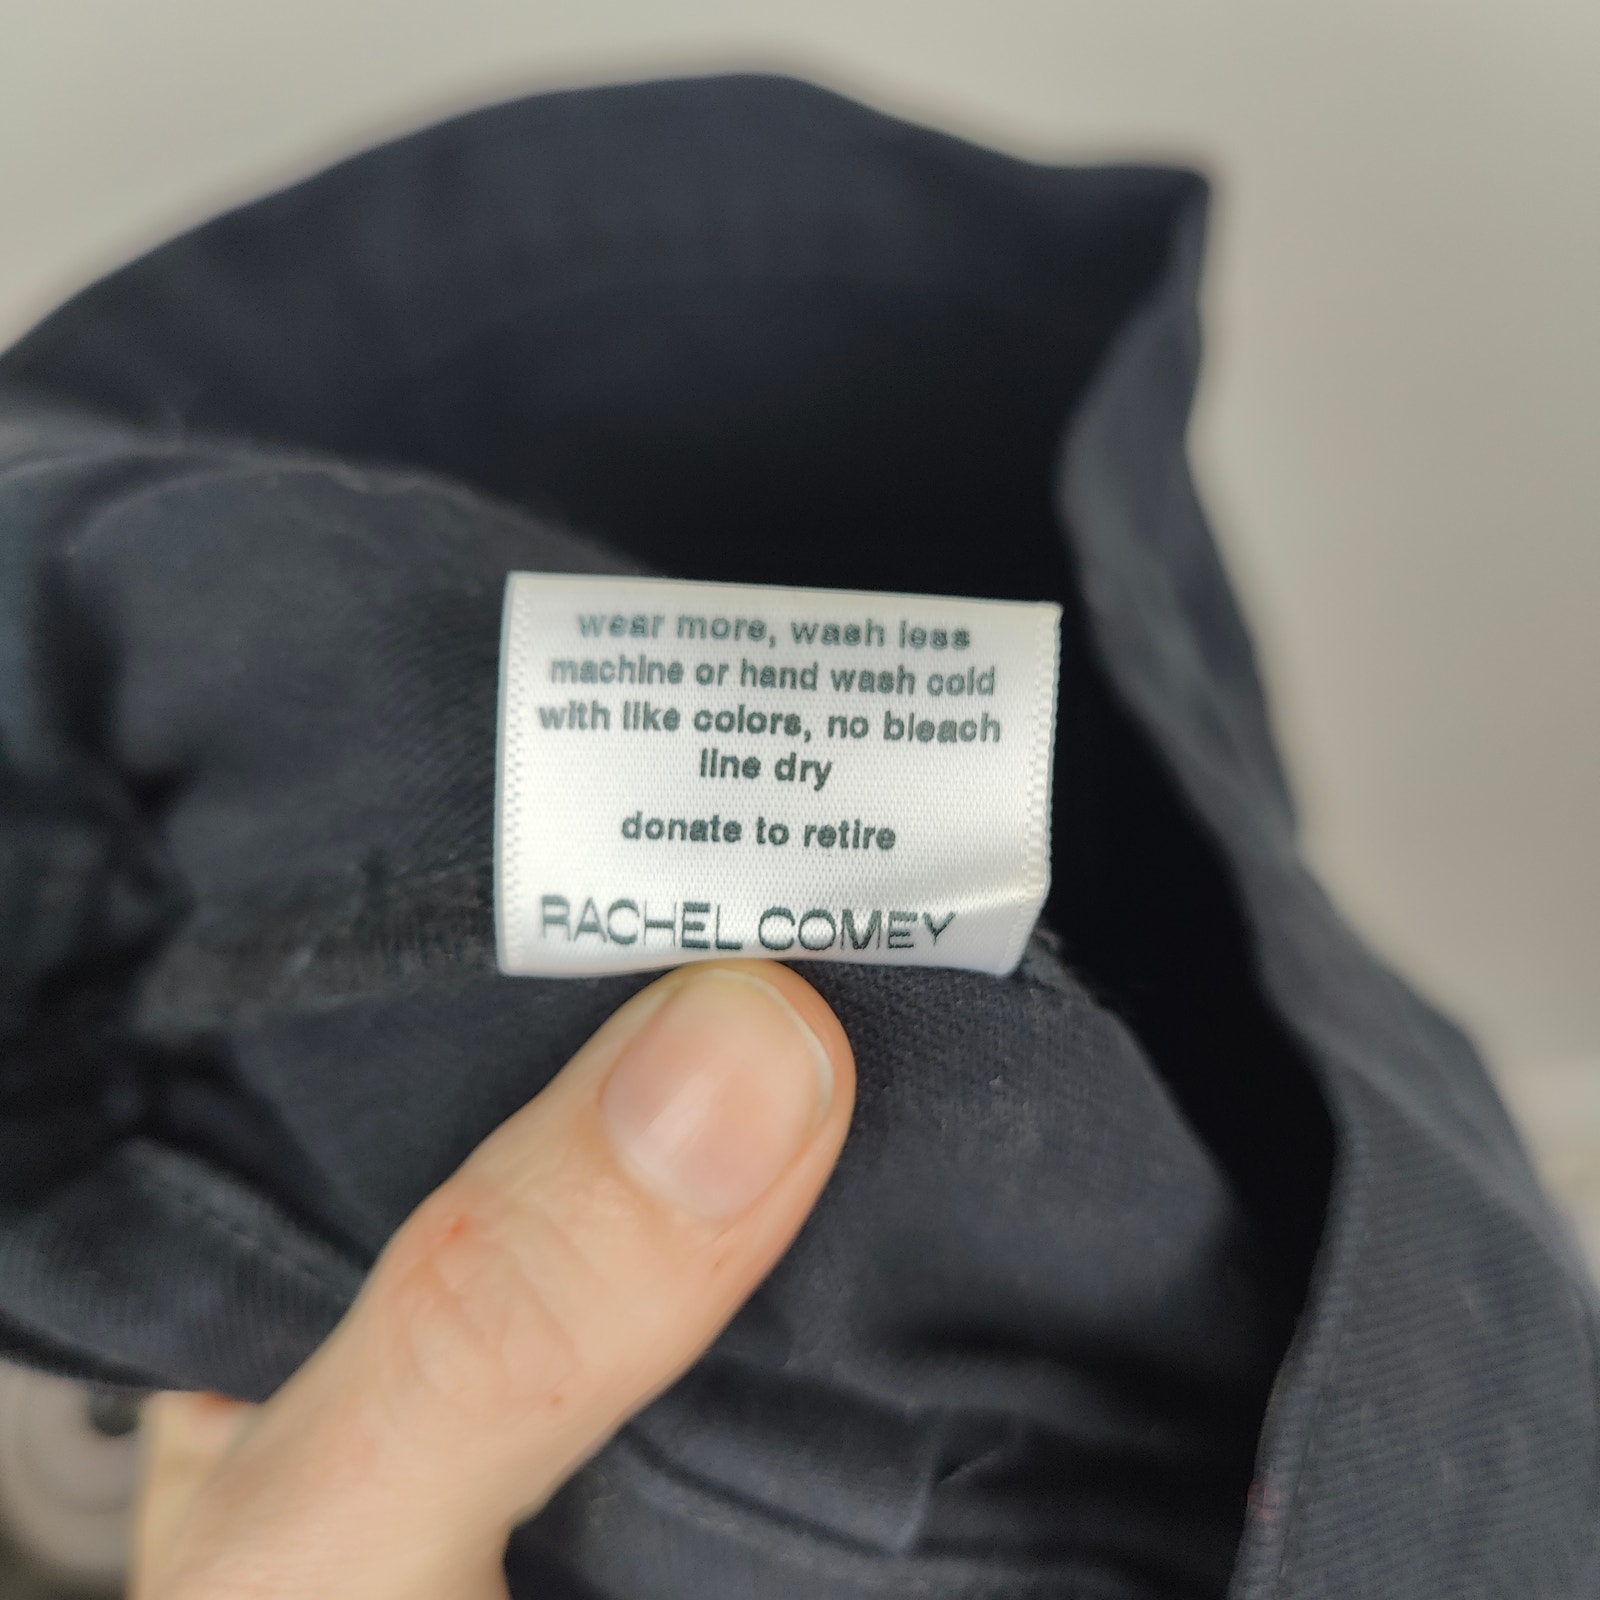 wear more, wash less
machine or hand wash cold
with like colors, no bleach
line dry
donate to retire
RACHEL COMEY